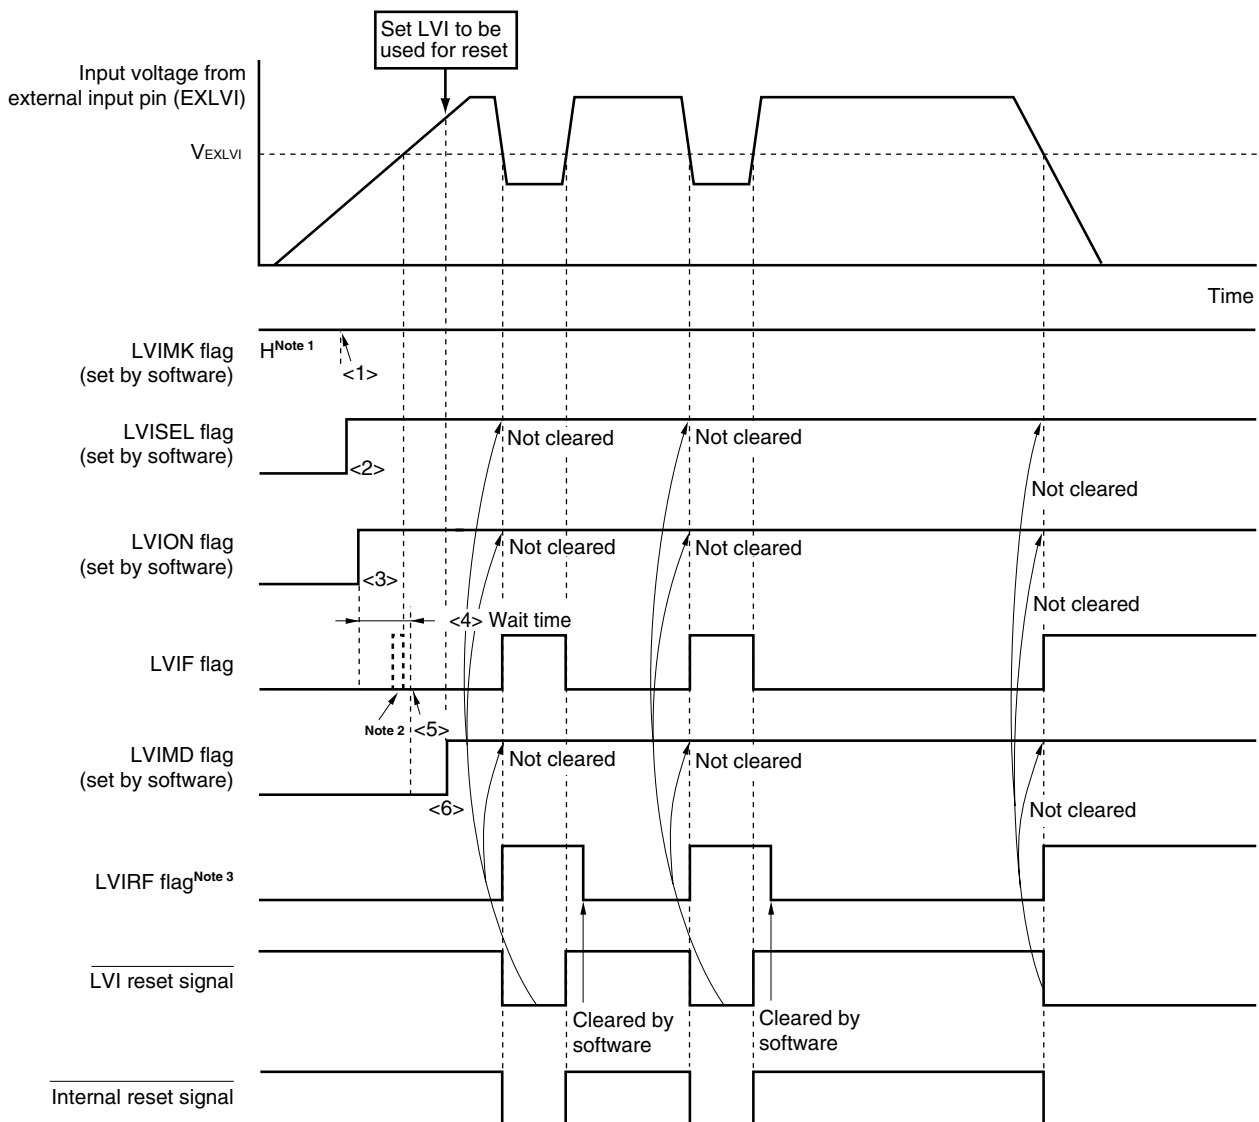 Set LVI to be
used for reset
Input voltage from
external input pin (EXLVI)
VEXLVI
Time
LVIMK flag
(set by software)
H Note 1
<1>
LVISEL flag
(set by software)
<2>
Not cleared
Not cleared
Not cleared
LVION flag
(set by software)
<3>
Not cleared
Not cleared
Not cleared
<4> Wait time
LVIF flag
Note 2
<5>
LVIMD flag
(set by software)
<6>
Not cleared
Not cleared
Not cleared
LVIRF flag Note 3
LVI reset signal
Cleared by
software
Cleared by
software
Internal reset signal